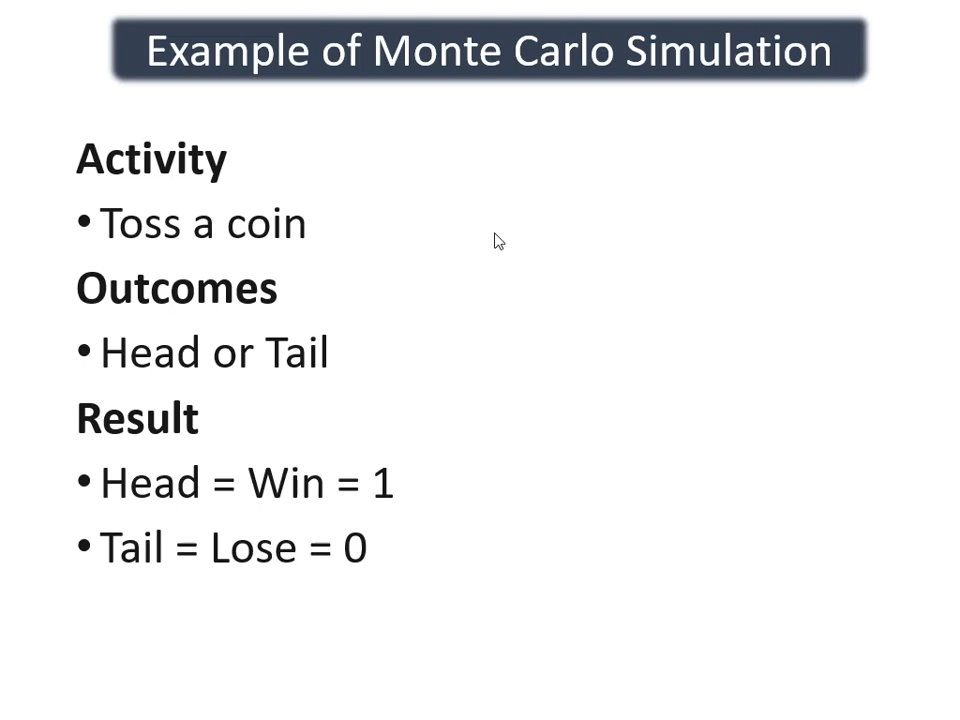 Example of Monte Carlo Simulation
Activity
• Toss a coin
Outcomes
• Head or Tail
Result
• Head = Win = 1
• Tail = Lose = 0